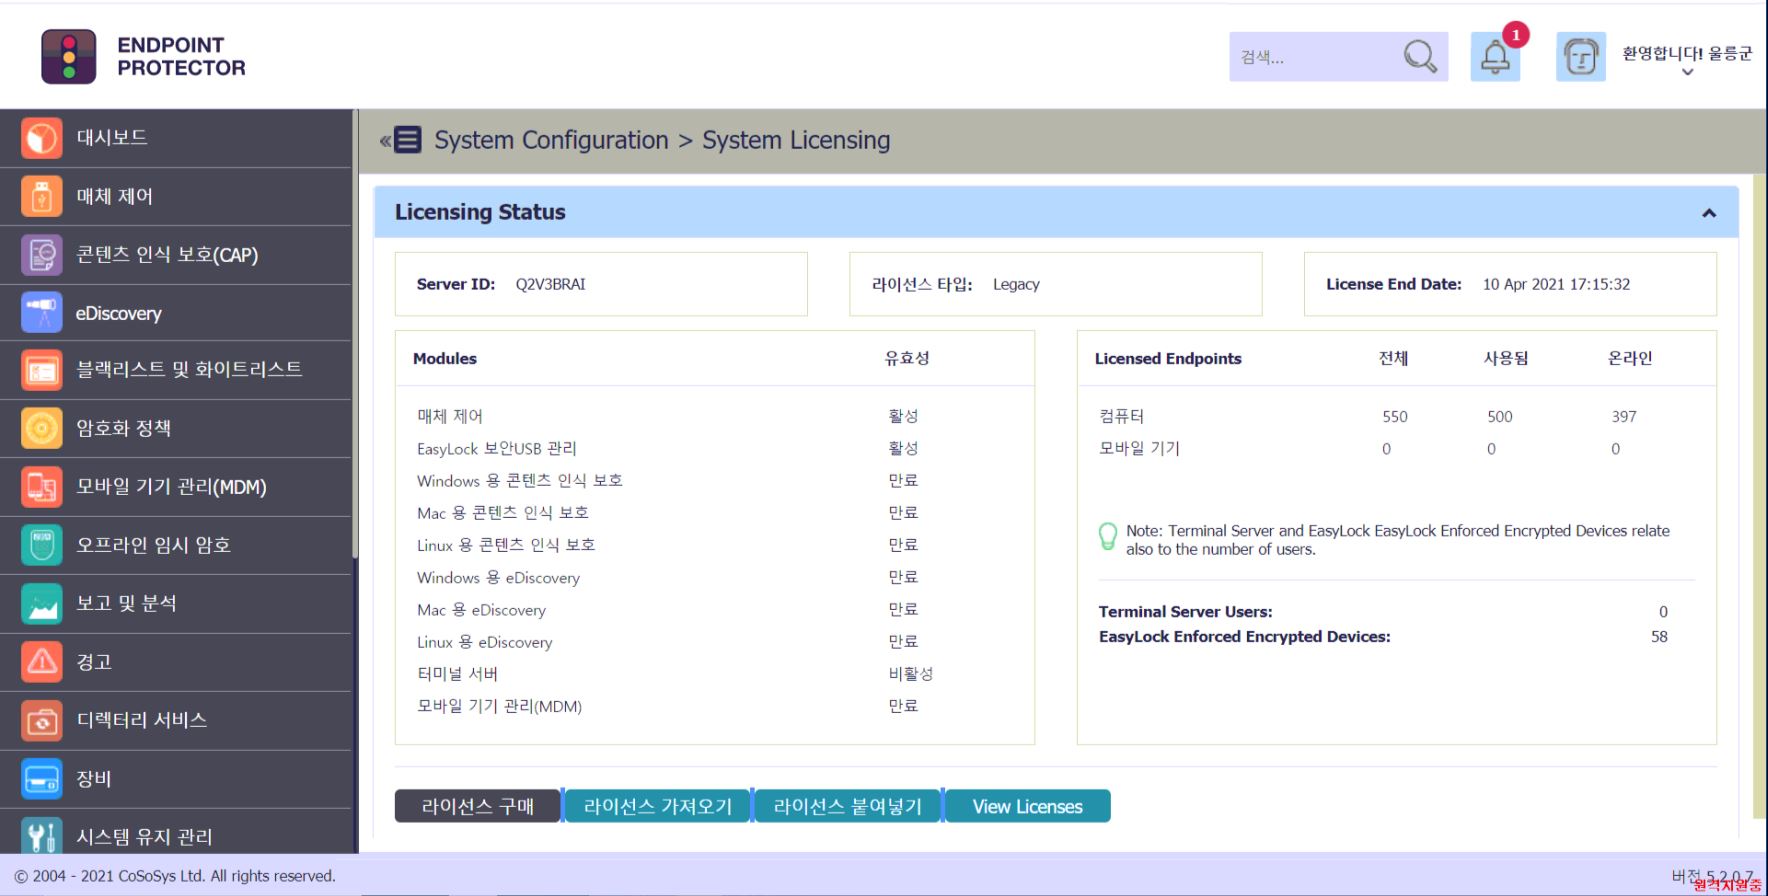 ENDPOINT
PROTECTOR
검색...
1
환영합니다! 울릉군
대시보드
매체 제어
콘텐츠 인식 보호(CAP)
eDiscovery
블랙리스트 및 화이트리스트
암호화 정책
모바일 기기 관리(MDM)
오프라인 임시 암호
보고 및 분석
경고
디렉터리 서비스
장비
시스템 유지 관리
« System Configuration > System Licensing
Licensing Status
Server ID: Q2V3BRAI
라이선스 타입: Legacy
License End Date: 10 Apr 2021 17:15:32
Modules 유효성
매체 제어 활성
EasyLock 보안USB 관리 활성
Windows 용 콘텐츠 인식 보호 만료
Mac 용 콘텐츠 인식 보호 만료
Linux 용 콘텐츠 인식 보호 만료
Windows 용 eDiscovery 만료
Mac 용 eDiscovery 만료
Linux 용 eDiscovery 만료
터미널 서버 비활성
모바일 기기 관리(MDM) 만료
Licensed Endpoints 전체 사용됨 온라인
컴퓨터 550 500 397
모바일 기기 0 0 0
Note: Terminal Server and EasyLock EasyLock Enforced Encrypted Devices relate
also to the number of users.
Terminal Server Users: 0
EasyLock Enforced Encrypted Devices: 58
라이선스 구매 라이선스 가져오기 라이선스 붙여넣기 View Licenses
© 2004 - 2021 CoSoSys Ltd. All rights reserved.
버전 5.2.0.7
원격지원중